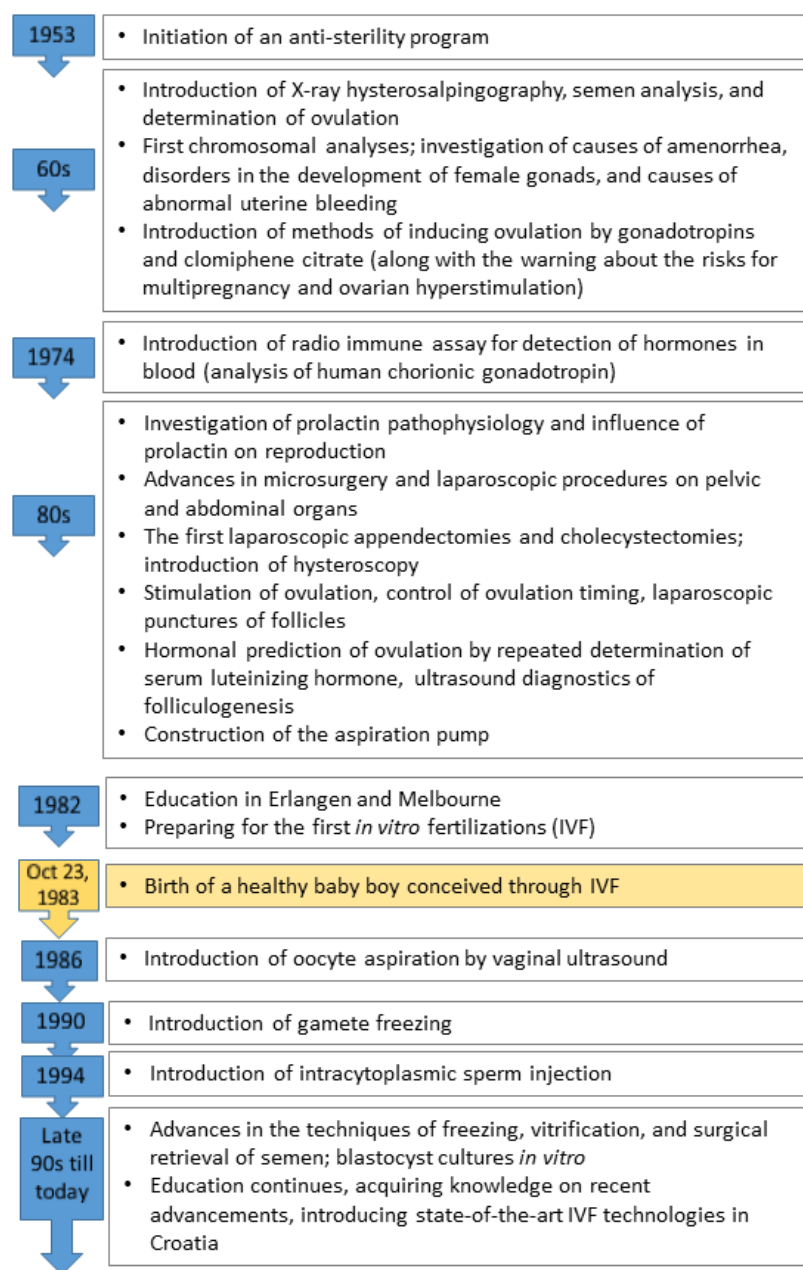 1953
• Initiation of an anti-sterility program
60s
• Introduction of X-ray hysterosalpingography, semen analysis, and
determination of ovulation
• First chromosomal analyses; investigation of causes of amenorrhea,
disorders in the development of female gonads, and causes of
abnormal uterine bleeding
• Introduction of methods of inducing ovulation by gonadotropins
and clomiphene citrate (along with the warning about the risks for
multipregnancy and ovarian hyperstimulation)
1974
• Introduction of radio immune assay for detection of hormones in
blood (analysis of human chorionic gonadotropin)
80s
• Investigation of prolactin pathophysiology and influence of
prolactin on reproduction
• Advances in microsurgery and laparoscopic procedures on pelvic
and abdominal organs
• The first laparoscopic appendectomies and cholecystectomies;
introduction of hysteroscopy
• Stimulation of ovulation, control of ovulation timing, laparoscopic
punctures of follicles
• Hormonal prediction of ovulation by repeated determination of
serum luteinizing hormone, ultrasound diagnostics of
folliculogenesis
• Construction of the aspiration pump
1982
• Education in Erlangen and Melbourne
• Preparing for the first in vitro fertilizations (IVF)
Oct 23,
1983
• Birth of a healthy baby boy conceived through IVF
1986
• Introduction of oocyte aspiration by vaginal ultrasound
1990
• Introduction of gamete freezing
1994
• Introduction of intracytoplasmic sperm injection
Late
90s till
today
• Advances in the techniques of freezing, vitrification, and surgical
retrieval of semen; blastocyst cultures in vitro
• Education continues, acquiring knowledge on recent
advancements, introducing state-of-the-art IVF technologies in
Croatia